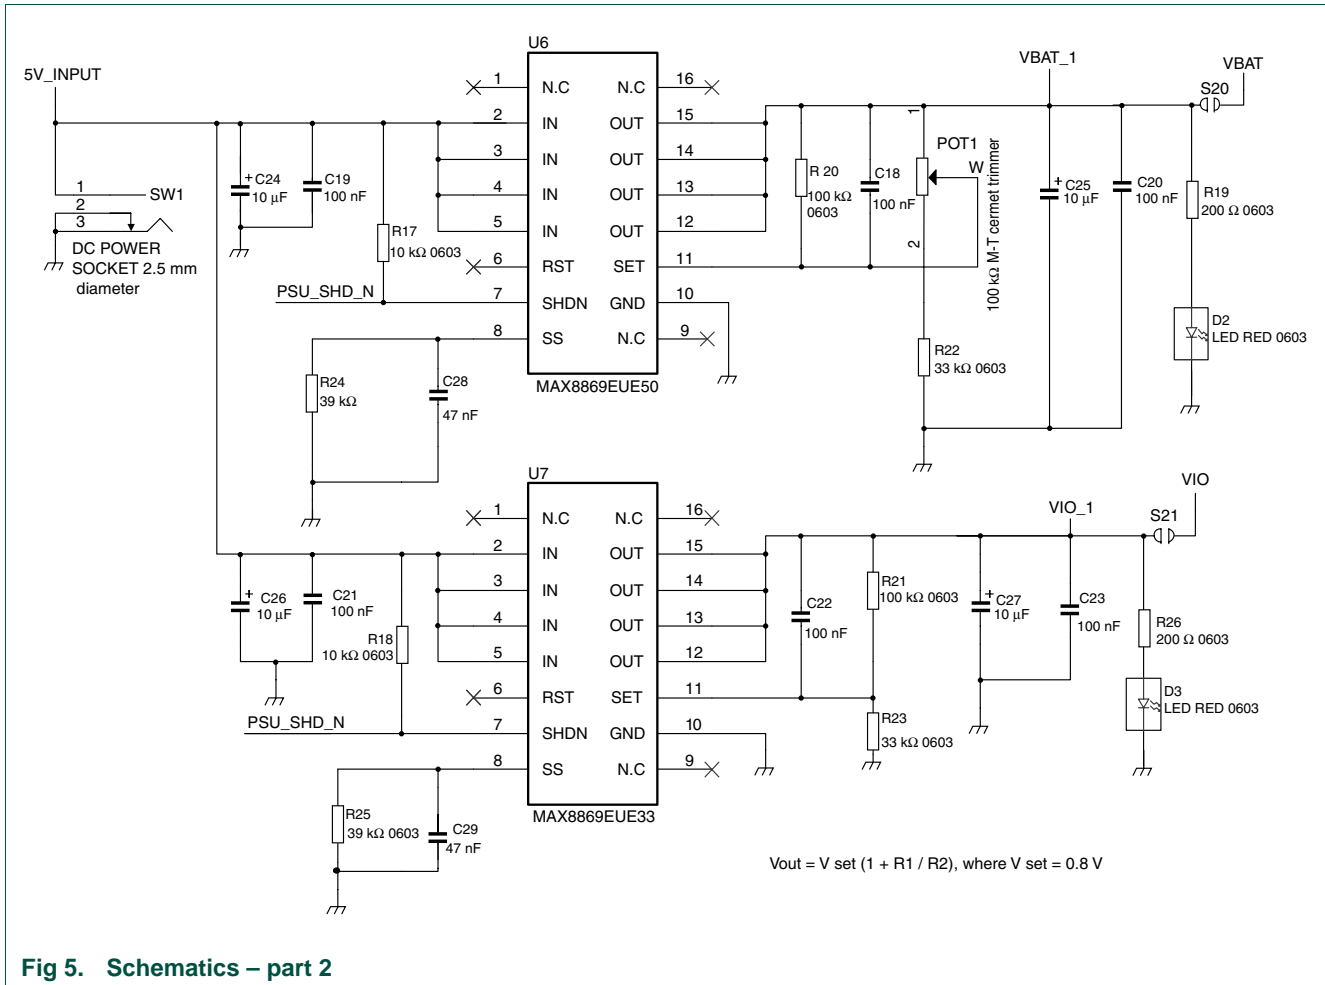 U6
5V_INPUT
VBAT_1
VBAT
S20
1 N.C N.C 16
2 IN OUT 15
3 IN OUT 14
4 IN OUT 13
5 IN OUT 12
6 RST SET 11
7 SHDN GND 10
8 SS N.C 9
MAX8869EUE50
1 SW1
2
3
DC POWER
SOCKET 2.5 mm
diameter
+ C24
10 µF
C19
100 nF
R17
10 kΩ 0603
PSU_SHD_N
R24
39 kΩ
C28
47 nF
R 20
100 kΩ
0603
C18
100 nF
1
POT1
W
2
100 kΩ M-T cermet trimmer
R22
33 kΩ 0603
+ C25
10 µF
C20
100 nF
R19
200 Ω 0603
D2
LED RED 0603
U7
VIO_1
VIO
S21
1 N.C N.C 16
2 IN OUT 15
3 IN OUT 14
4 IN OUT 13
5 IN OUT 12
6 RST SET 11
7 SHDN GND 10
8 SS N.C 9
MAX8869EUE33
+ C26
10 µF
C21
100 nF
R18
10 kΩ 0603
PSU_SHD_N
R25
39 kΩ 0603
C29
47 nF
C22
100 nF
R21
100 kΩ 0603
R23
33 kΩ 0603
+ C27
10 µF
C23
100 nF
R26
200 Ω 0603
D3
LED RED 0603
Vout = V set (1 + R1 / R2), where V set = 0.8 V
Fig 5. Schematics – part 2